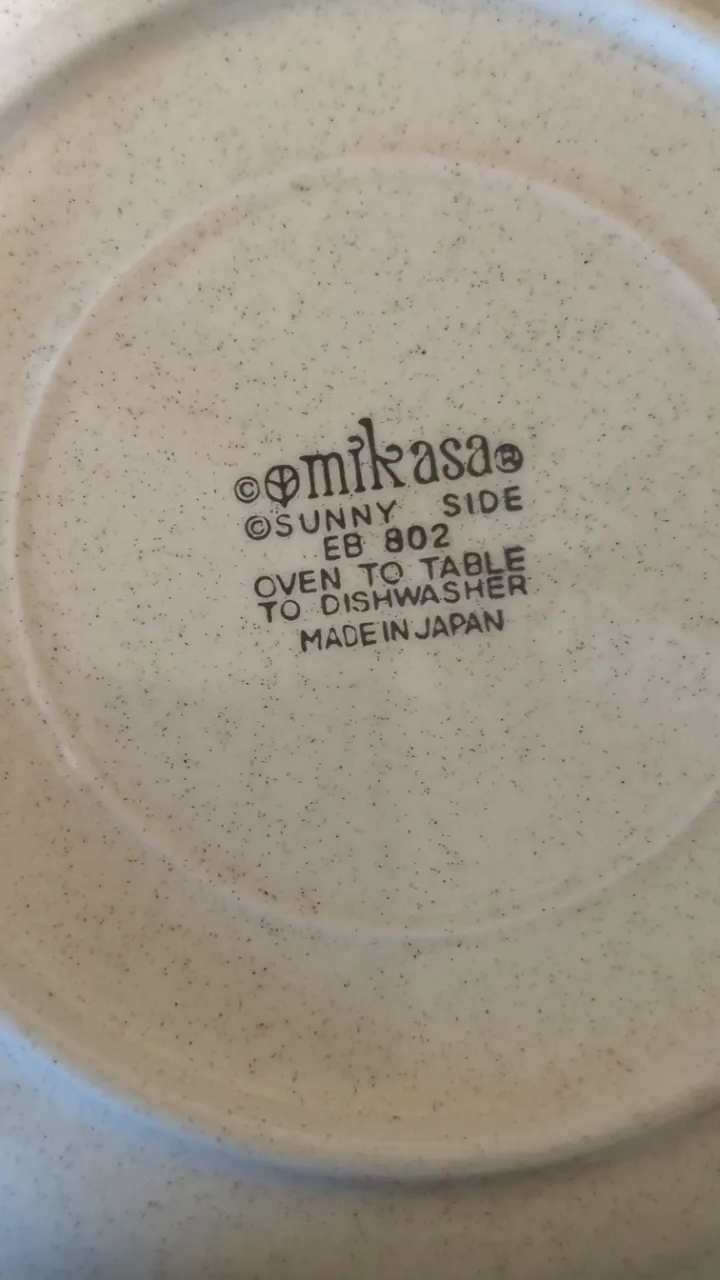 ©mikasa®
©SUNNY SIDE
EB 802
OVEN TO TABLE
TO DISHWASHER
MADE IN JAPAN